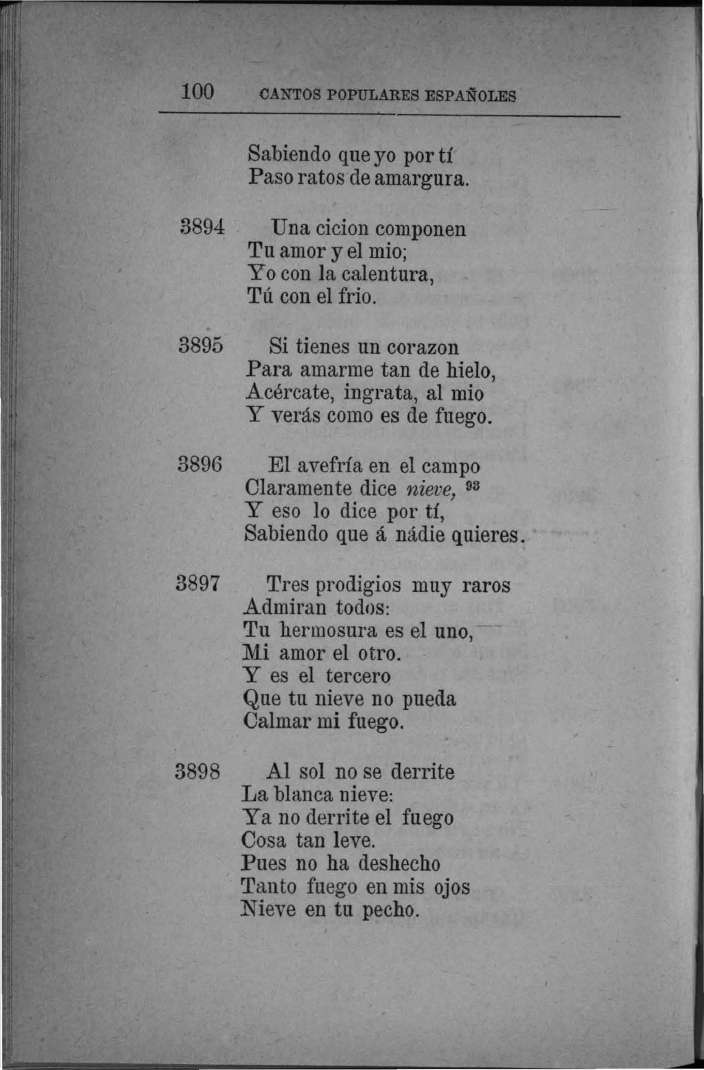 100 CANTOS POPULARES ESPAÑOLES
Sabiendo que yo por tí
Paso ratos de amargura.
3894 Una cicion componen
Tu amor y el mio;
Yo con la calentura,
Tú con el frio.
3895 Si tienes un corazon
Para amarme tan de hielo,
Acércate, ingrata, al mio
Y verás como es de fuego.
3896 El avefría en el campo
Claramente dice nieve, 93
Y eso lo dice por tí,
Sabiendo que á nádie quieres.
3897 Tres prodigios muy raros
Admiran todos:
Tu hermosura es el uno,
Mi amor el otro.
Y es el tercero
Que tu nieve no pueda
Calmar mi fuego.
3898 Al sol no se derrite
La blanca nieve:
Ya no derrite el fuego
Cosa tan leve.
Pues no ha deshecho
Tanto fuego en mis ojos
Nieve en tu pecho.